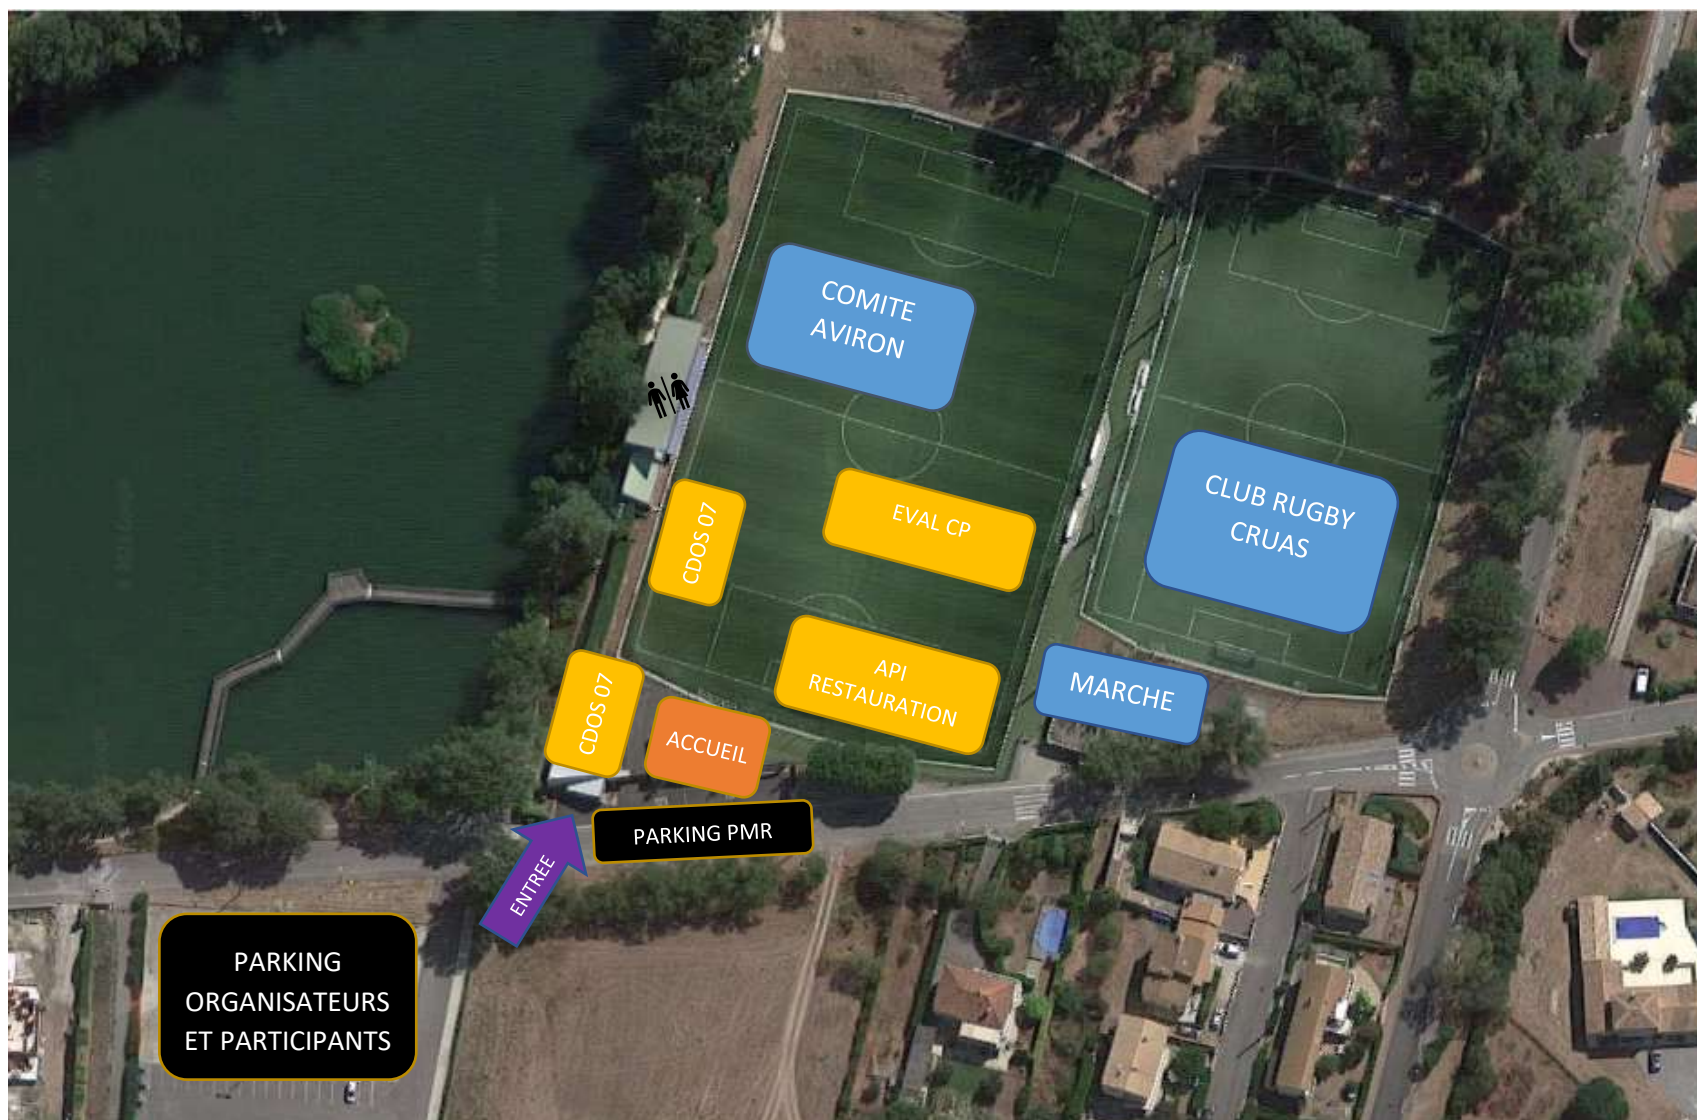 COMITE
AVIRON
CLUB RUGBY
CRUAS
EVAL CP
CDOS 07
API
RESTAURATION
MARCHE
CDOS 07
ACCUEIL
PARKING PMR
ENTREE
PARKING
ORGANISATEURS
ET PARTICIPANTS